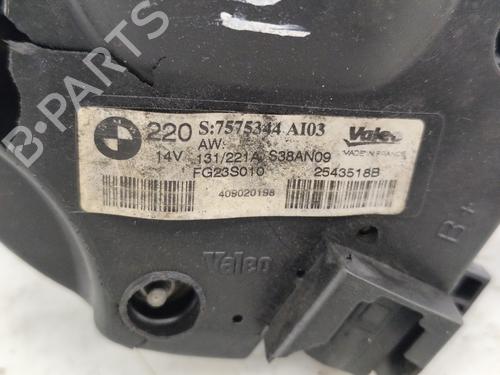 220 S:7575344 AI03 Valeo
AW:
14V 131/221A S38AN09 MADE IN FRANCE
FG23S010 2543518B
409020198
Valeo
B+
B-PARTS